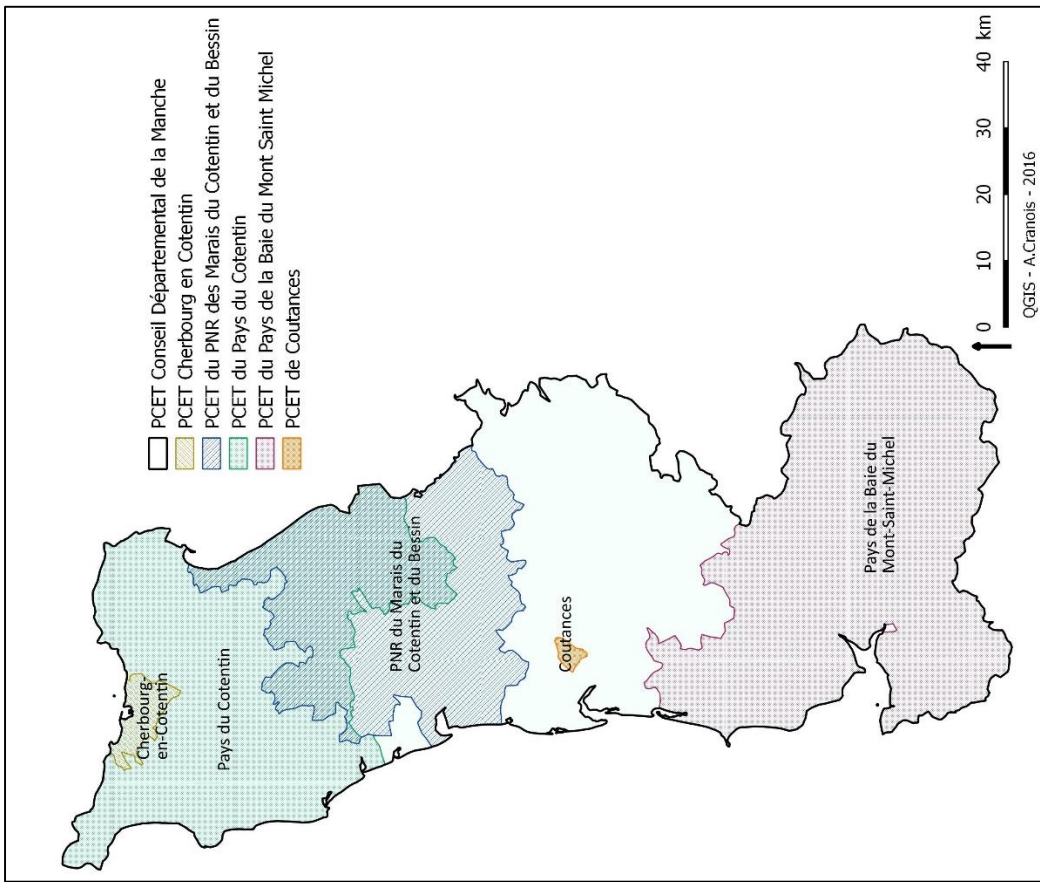 PCET Conseil Départemental de la Manche
PCET Cherbourg en Cotentin
PCET du PNR des Marais du Cotentin et du Bessin
PCET du Pays du Cotentin
PCET du Pays de la Baie du Mont Saint Michel
PCET de Coutances
Cherbourg-
en-Cotentin
Pays du Cotentin
PNR du Marais du
Cotentin et du Bessin
Coutances
Pays de la Baie du
Mont-Saint-Michel
0 10 20 30 40 km
QGIS - A.Cranois - 2016